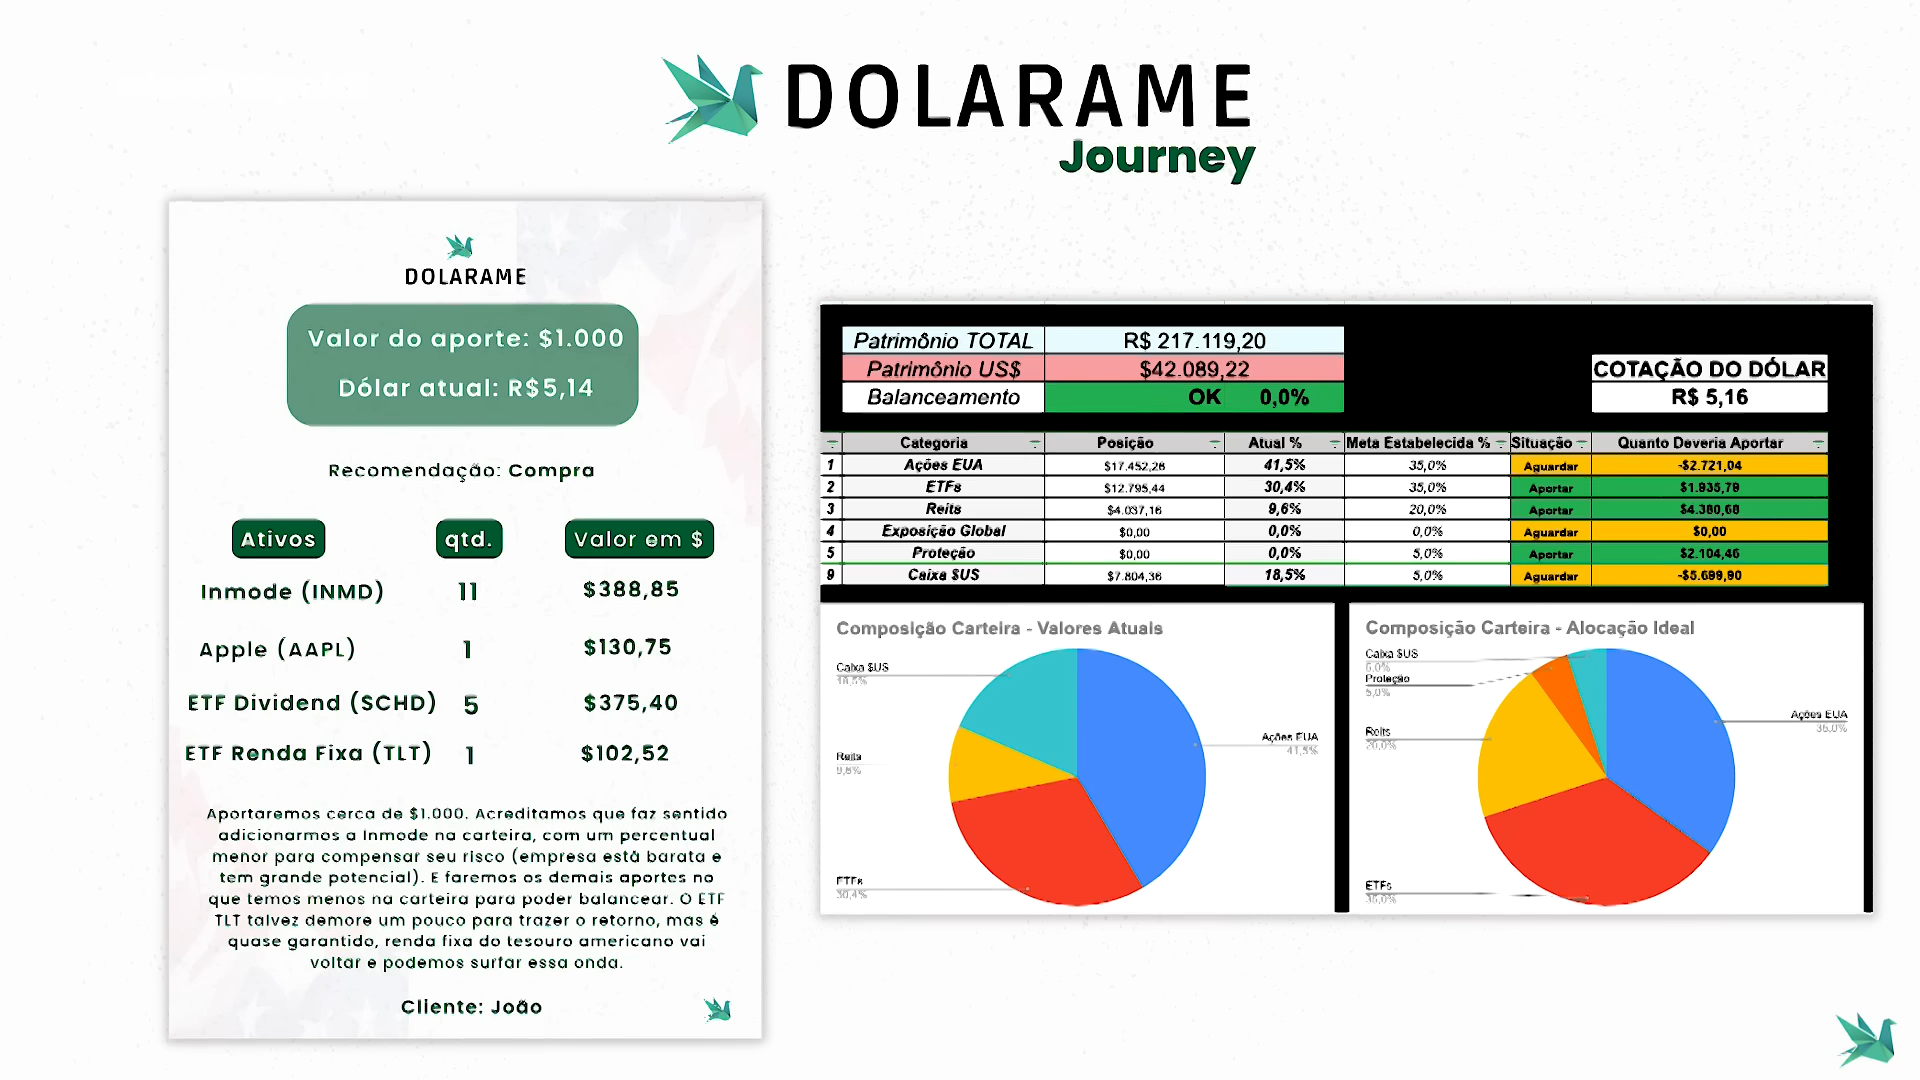 DOLARAME
Journey
DOLARAME
Valor do aporte: $1.000
Dólar atual: R$5,14
Recomendação: Compra
Ativos qtd. Valor em $
Inmode (INMD) 11 $388,85
Apple (AAPL) 1 $130,75
ETF Dividend (SCHD) 5 $375,40
ETF Renda Fixa (TLT) 1 $102,52
Aportaremos cerca de $1.000. Acreditamos que faz sentido
adicionarmos a Inmode na carteira, com um percentual
menor para compensar seu risco (empresa está barata e
tem grande potencial). E faremos os demais aportes no
que temos menos na carteira para poder balancear. O ETF
TLT talvez demore um pouco para trazer o retorno, mas é
quase garantido, renda fixa do tesouro americano vai
voltar e podemos surfar essa onda.
Cliente: João
Patrimônio TOTAL R$ 217.119,20
Patrimônio US$ $42.089,22
Balanceamento OK 0,0%
COTAÇÃO DO DÓLAR
R$ 5,16
Categoria Posição Atual % Meta Estabelecida % Situação Quanto Deveria Aportar
1 Ações EUA $17.452,26 41,5% 35,0% Aguardar -$2.721,04
2 ETFs $12.795,44 30,4% 35,0% Aportar $1.935,79
3 Reits $4.037,16 9,6% 20,0% Aportar $4.380,68
4 Exposição Global $0,00 0,0% 0,0% Aguardar $0,00
5 Proteção $0,00 0,0% 5,0% Aportar $2.104,46
9 Caixa $US $7.804,36 18,5% 5,0% Aguardar -$5.699,90
Composição Carteira - Valores Atuais
Caixa $US
18,5%
Ações EUA
41,5%
Reits
9,6%
ETFs
30,4%
Composição Carteira - Alocação Ideal
Caixa $US
5,0%
Proteção
5,0%
Ações EUA
35,0%
Reits
20,0%
ETFs
35,0%